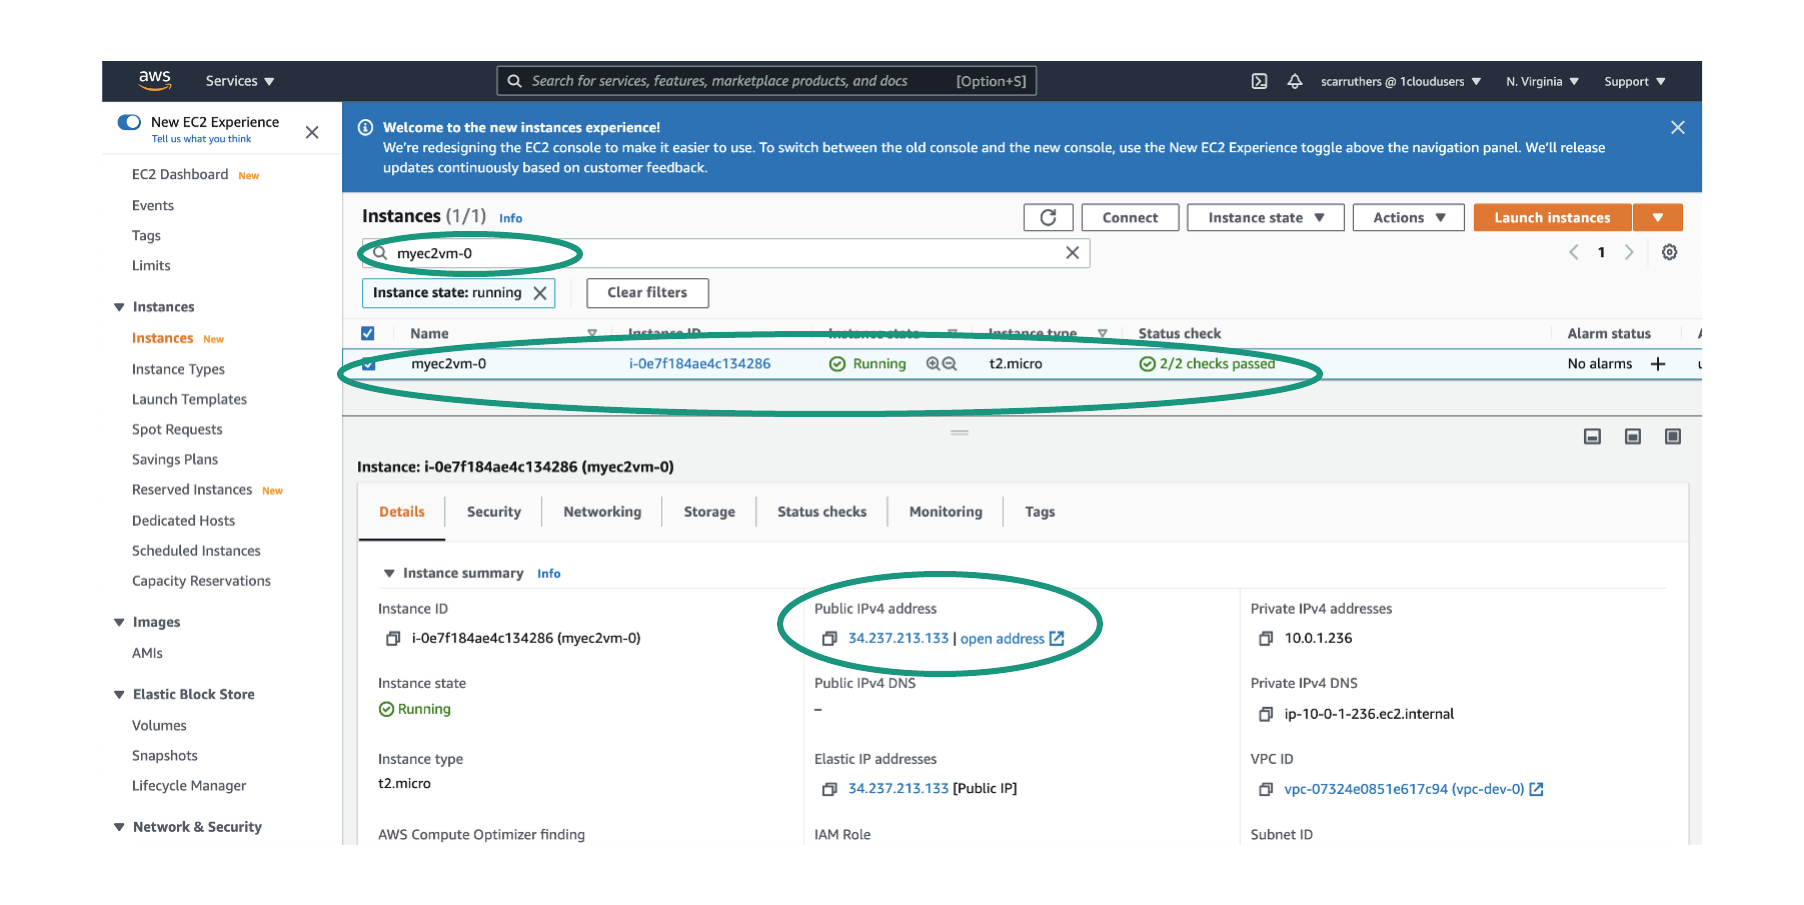 aws
Services
Search for services, features, marketplace products, and docs [Option+S]
scarruthers @ 1cloudusers
N. Virginia
Support
New EC2 Experience
Tell us what you think
EC2 Dashboard New
Events
Tags
Limits
Instances
Instances New
Instance Types
Launch Templates
Spot Requests
Savings Plans
Reserved Instances New
Dedicated Hosts
Scheduled Instances
Capacity Reservations
Images
AMIs
Elastic Block Store
Volumes
Snapshots
Lifecycle Manager
Network & Security
Welcome to the new instances experience!
We're redesigning the EC2 console to make it easier to use. To switch between the old console and the new console, use the New EC2 Experience toggle above the navigation panel. We'll release
updates continuously based on customer feedback.
Instances (1/1) Info
Connect
Instance state
Actions
Launch instances
myec2vm-0
1
Instance state: running
Clear filters
Name Instance ID Instance state Instance type Status check Alarm status
myec2vm-0 i-0e7f184ae4c134286 Running t2.micro 2/2 checks passed No alarms
Instance: i-0e7f184ae4c134286 (myec2vm-0)
Details Security Networking Storage Status checks Monitoring Tags
Instance summary Info
Instance ID
i-0e7f184ae4c134286 (myec2vm-0)
Public IPv4 address
34.237.213.133 | open address
Private IPv4 addresses
10.0.1.236
Instance state
Running
Public IPv4 DNS
–
Private IPv4 DNS
ip-10-0-1-236.ec2.internal
Instance type
t2.micro
Elastic IP addresses
34.237.213.133 [Public IP]
VPC ID
vpc-07324e0851e617c94 (vpc-dev-0)
AWS Compute Optimizer finding
IAM Role
Subnet ID